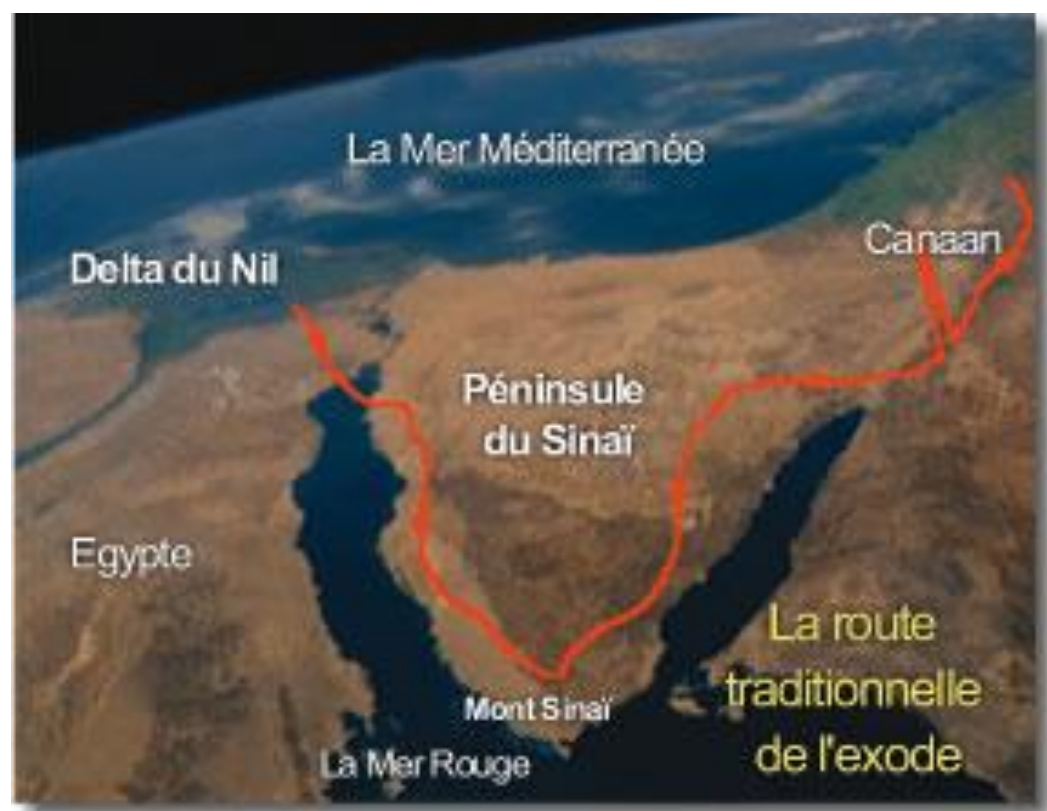 La Mer Méditerranée
Canaan
Delta du Nil
Péninsule
du Sinaï
Egypte
La route
traditionnelle
de l'exode
Mont Sinaï
La Mer Rouge